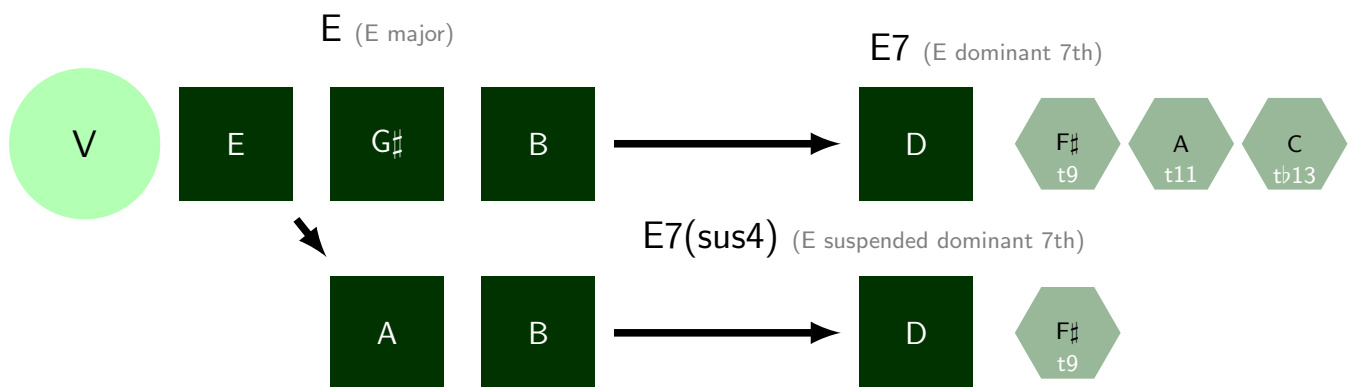 E (E major)
E7 (E dominant 7th)
V E G♯ B D F♯ A C
t9 t11 t♭13
E7(sus4) (E suspended dominant 7th)
A B D F♯
t9